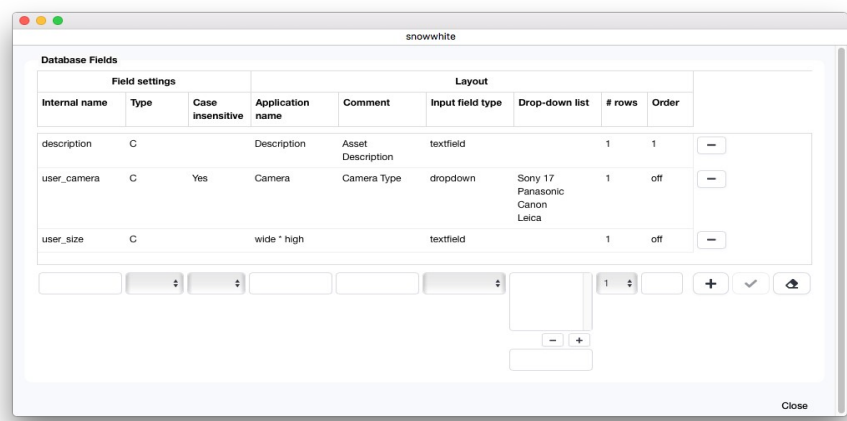 snowwhite
Database Fields
Field settings Layout
Internal name Type Case insensitive Application name Comment Input field type Drop-down list # rows Order
description C Description Asset Description textfield 1 1
user_camera C Yes Camera Camera Type dropdown Sony 17 1 off
Panasonic
Canon
Leica
user_size C wide * high textfield 1 off
1
Close